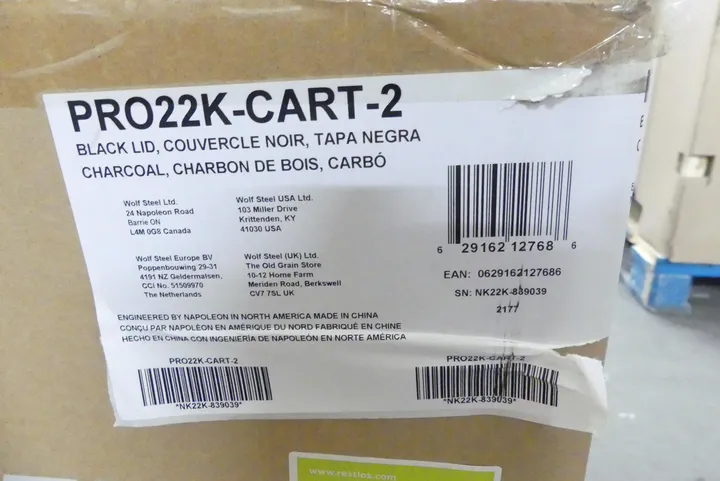 PRO22K-CART-2
BLACK LID, COUVERCLE NOIR, TAPA NEGRA
CHARCOAL, CHARBON DE BOIS, CARBÓ
Wolf Steel Ltd.
24 Napoleon Road
Barrie ON
L4M 0G8 Canada
Wolf Steel USA Ltd.
103 Miller Drive
Krittenden, KY
41030 USA
Wolf Steel Europe BV
Poppenbouwing 29-31
4191 NZ Geldermalsen,
CCI No. 51509970
The Netherlands
Wolf Steel (UK) Ltd.
The Old Grain Store
10-12 Home Farm
Meriden Road, Berkswell
CV7 7SL UK
6 29162 12768 6
EAN: 0629162127686
SN: NK22K-839039
2177
ENGINEERED BY NAPOLEON IN NORTH AMERICA MADE IN CHINA
CONÇU PAR NAPOLÉON EN AMÉRIQUE DU NORD FABRIQUÉ EN CHINE
HECHO EN CHINA CON INGENIERÍA DE NAPOLEÓN EN NORTE AMÉRICA
PRO22K-CART-2
*NK22K-839039*
PRO22K-CART-2
*NK22K-839039*